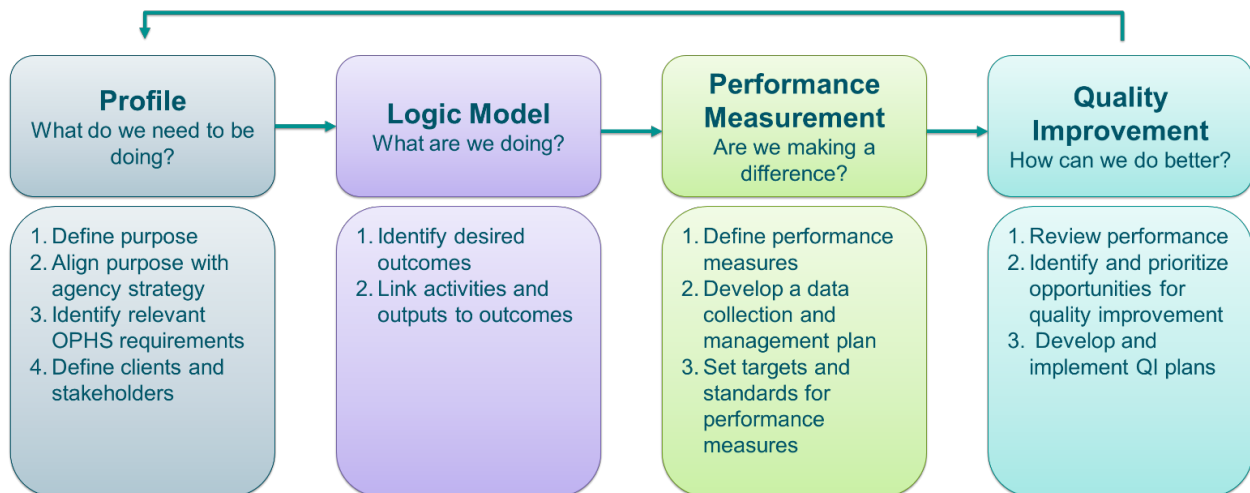 Profile
What do we need to be
doing?
Logic Model
What are we doing?
Performance
Measurement
Are we making a
difference?
Quality
Improvement
How can we do better?
1. Define purpose
2. Align purpose with
agency strategy
3. Identify relevant
OPHS requirements
4. Define clients and
stakeholders
1. Identify desired
outcomes
2. Link activities and
outputs to outcomes
1. Define performance
measures
2. Develop a data
collection and
management plan
3. Set targets and
standards for
performance
measures
1. Review performance
2. Identify and prioritize
opportunities for
quality improvement
3. Develop and
implement QI plans